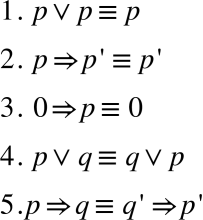 1. p ∨ p ≡ p
2. p ⇒ p' ≡ p'
3. 0 ⇒ p ≡ 0
4. p ∨ q ≡ q ∨ p
5. p ⇒ q ≡ q' ⇒ p'